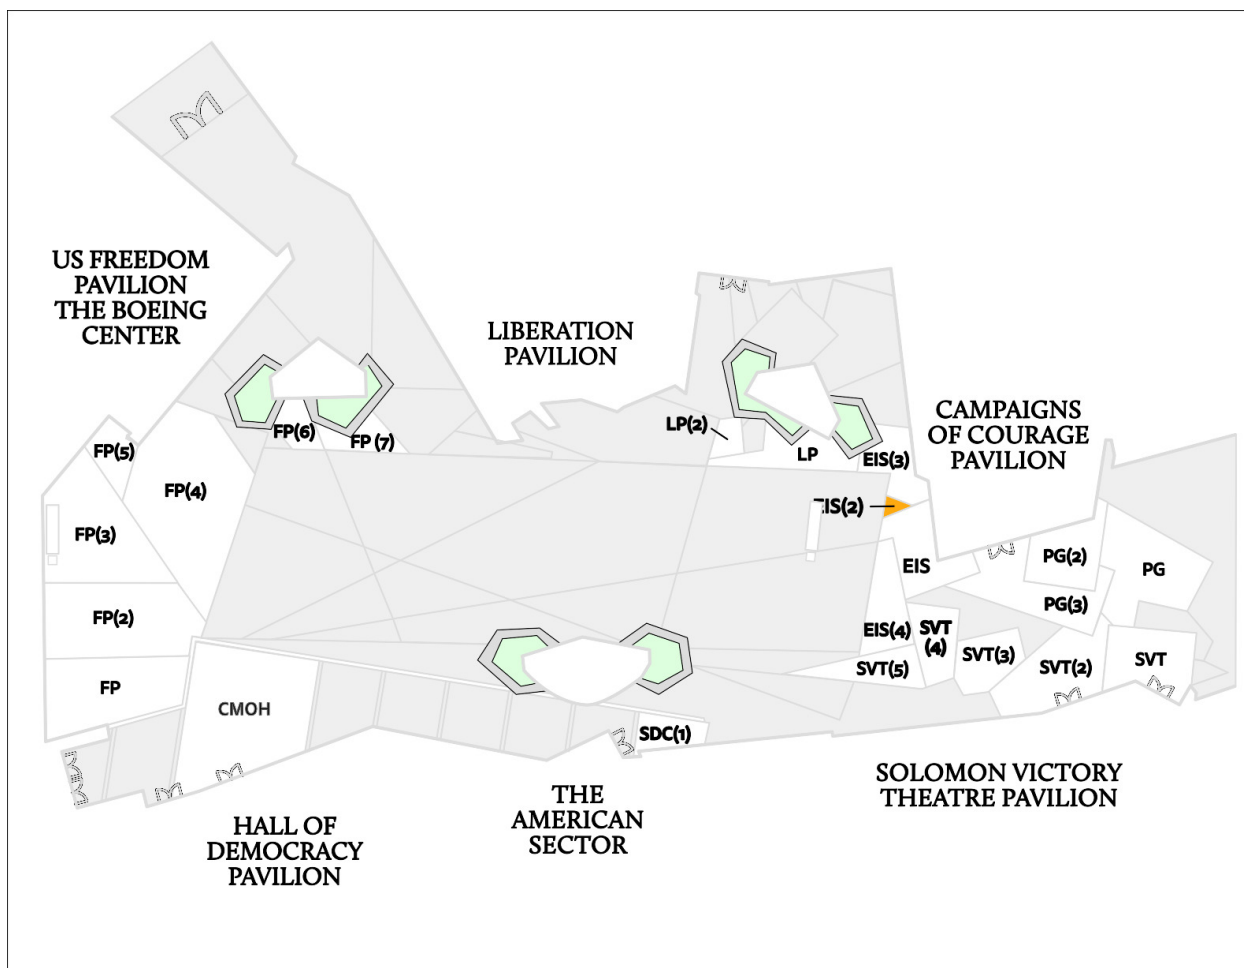 US FREEDOM
PAVILION
THE BOEING
CENTER
LIBERATION
PAVILION
CAMPAIGNS
OF COURAGE
PAVILION
LP(2)
FP(6)
FP (7)
FP(5)
LP
EIS(3)
FP(4)
EIS(2)
FP(3)
EIS
PG(2)
PG
PG(3)
FP(2)
EIS(4)
SVT
(4)
SVT(3)
SVT(5)
SVT(2)
SVT
FP
CMOH
SDC(1)
SOLOMON VICTORY
THEATRE PAVILION
THE
AMERICAN
SECTOR
HALL OF
DEMOCRACY
PAVILION